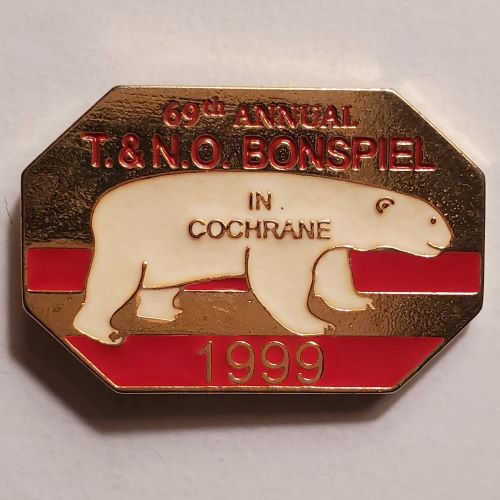 69th ANNUAL
T. & N.O. BONSPIEL
IN
COCHRANE
1999